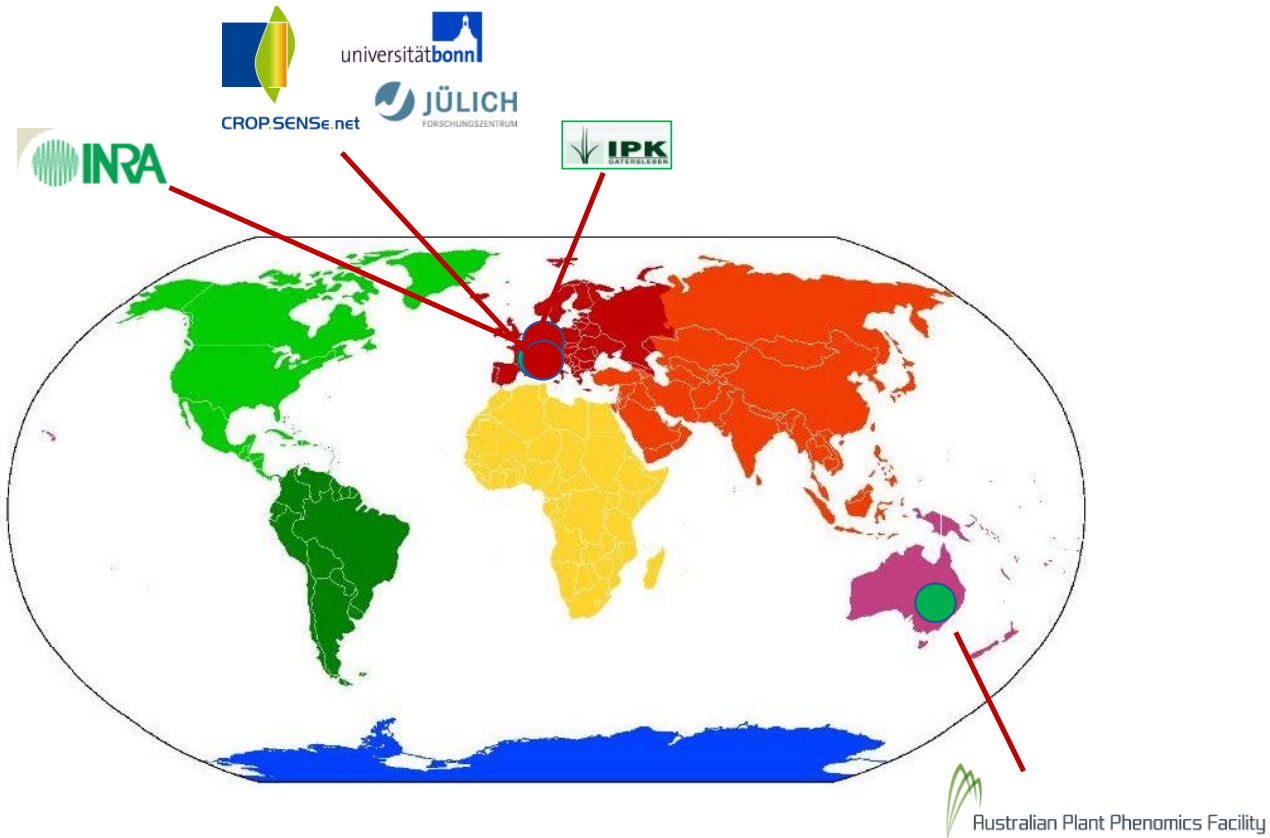 universitätbonn
JÜLICH
FORSCHUNGSZENTRUM
CROP.SENSe.net
INRA
IPK
GATERSLEBEN
Australian Plant Phenomics Facility